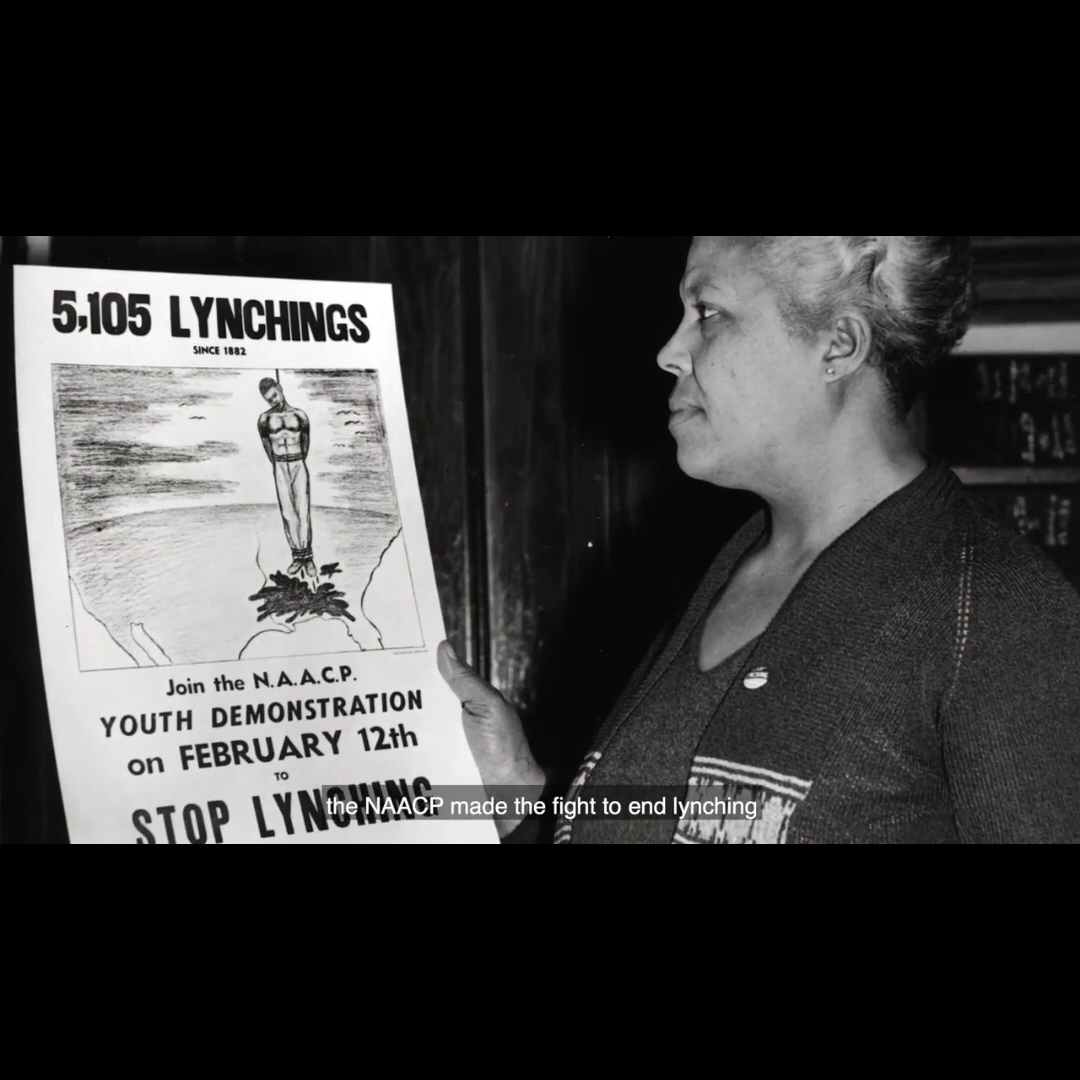 5,105 LYNCHINGS
SINCE 1882
Join the N.A.A.C.P.
YOUTH DEMONSTRATION
on FEBRUARY 12th
TO
STOP LYNCHING
the NAACP made the fight to end lynching